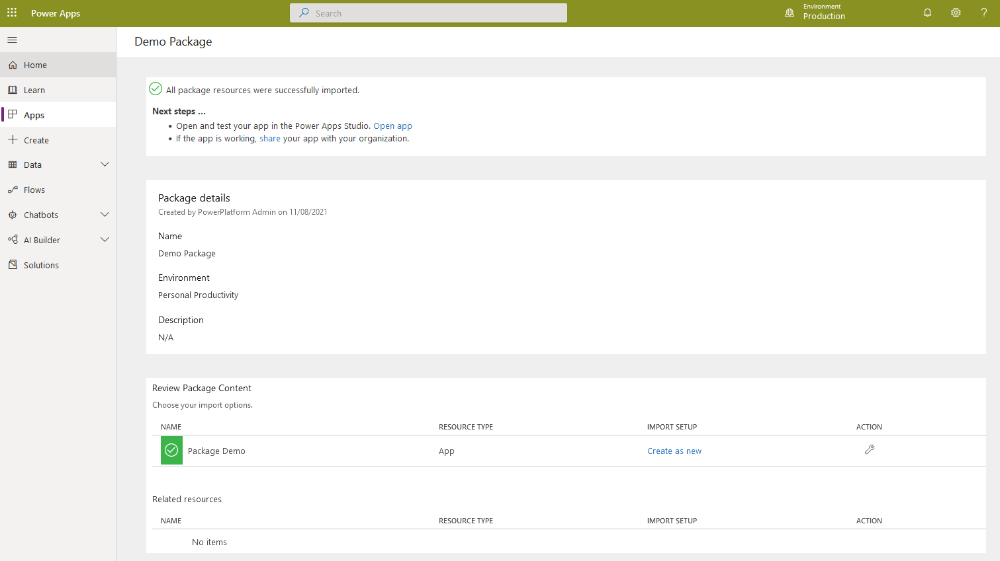 Power Apps
Search
Environment
Production
?
Demo Package
Home
Learn
Apps
Create
Data
Flows
Chatbots
AI Builder
Solutions
All package resources were successfully imported.
Next steps ...
• Open and test your app in the Power Apps Studio. Open app
• If the app is working, share your app with your organization.
Package details
Created by PowerPlatform Admin on 11/08/2021
Name
Demo Package
Environment
Personal Productivity
Description
N/A
Review Package Content
Choose your import options.
NAME RESOURCE TYPE IMPORT SETUP ACTION
Package Demo App Create as new
Related resources
NAME RESOURCE TYPE IMPORT SETUP ACTION
No items